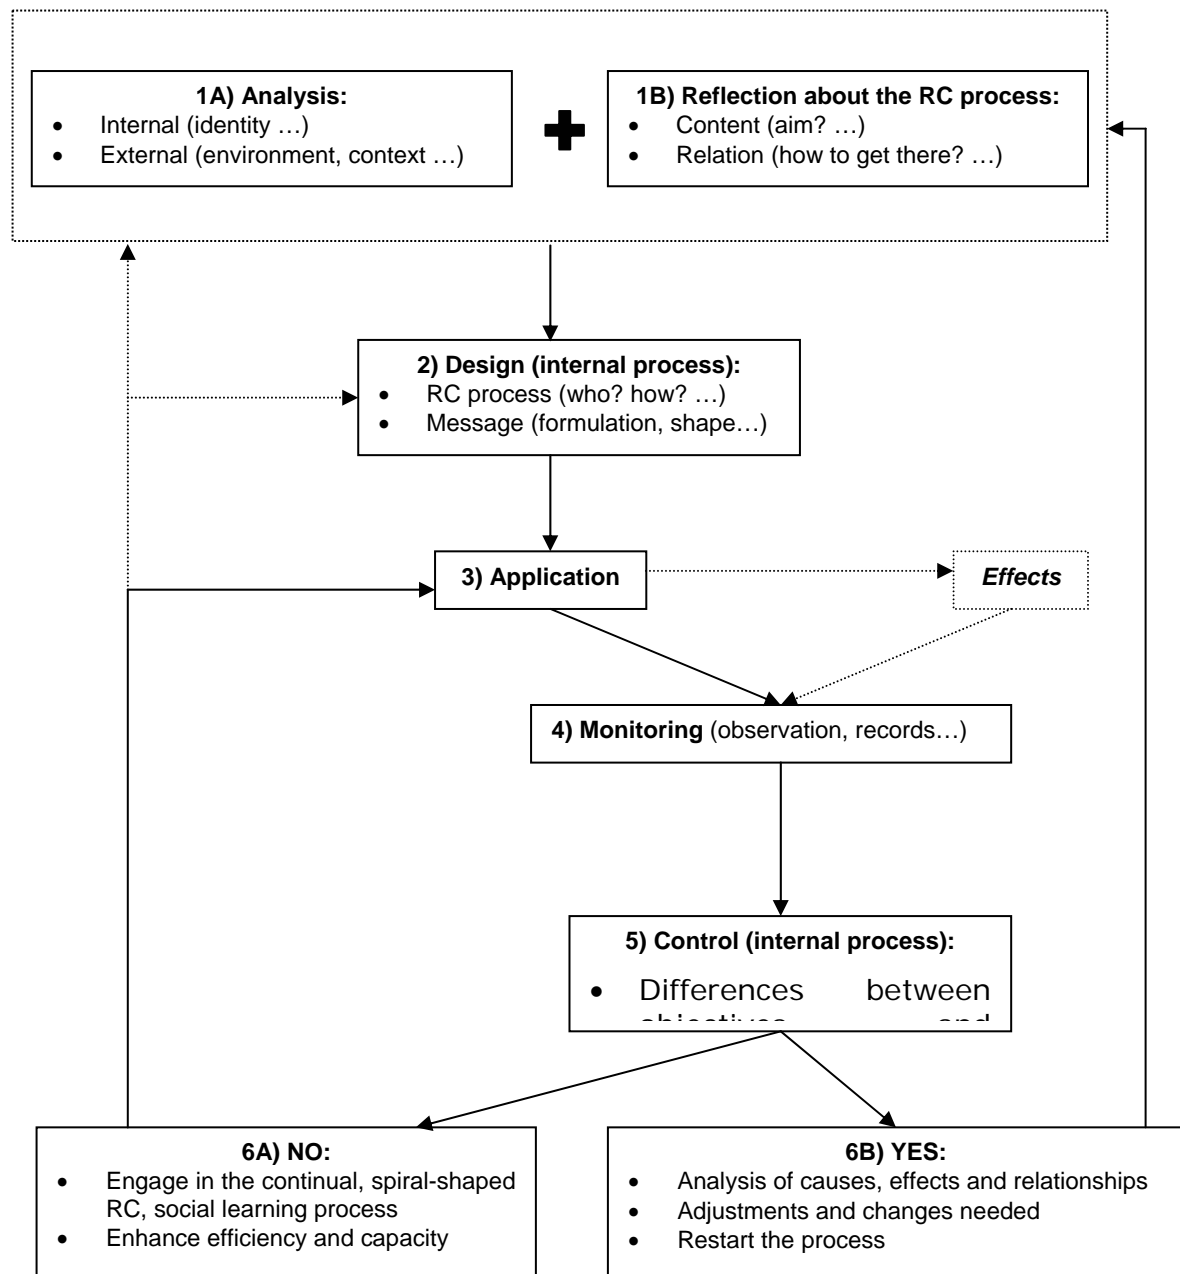 1A) Analysis:
• Internal (identity …)
• External (environment, context …)
1B) Reflection about the RC process:
• Content (aim? …)
• Relation (how to get there? …)
2) Design (internal process):
• RC process (who? how? …)
• Message (formulation, shape…)
3) Application
Effects
4) Monitoring (observation, records…)
5) Control (internal process):
• Differences between
objectives and
6A) NO:
• Engage in the continual, spiral-shaped
RC, social learning process
• Enhance efficiency and capacity
6B) YES:
• Analysis of causes, effects and relationships
• Adjustments and changes needed
• Restart the process